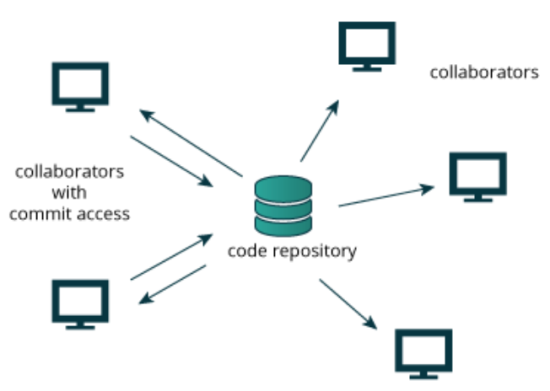 collaborators
collaborators
with
commit access
code repository